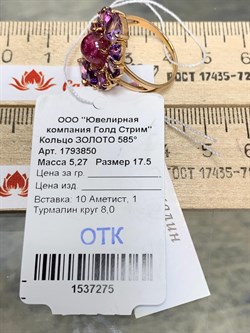 ГОСТ 17435-72
ООО "Ювелирная
компания Голд Стрим"
Кольцо ЗОЛОТО 585°
Арт. 1793850
Масса 5,27 Размер 17.5
Цена за гр.
Цена изд
Вставка: 10 Аметист, 1
Турмалин круг 8,0
ОТК
1537275
ГОСТ 17435-